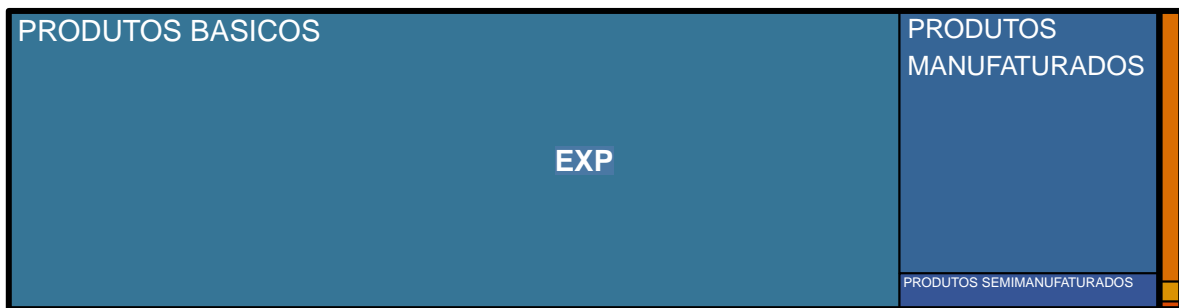 PRODUTOS BASICOS
PRODUTOS
MANUFATURADOS
EXP
PRODUTOS SEMIMANUFATURADOS